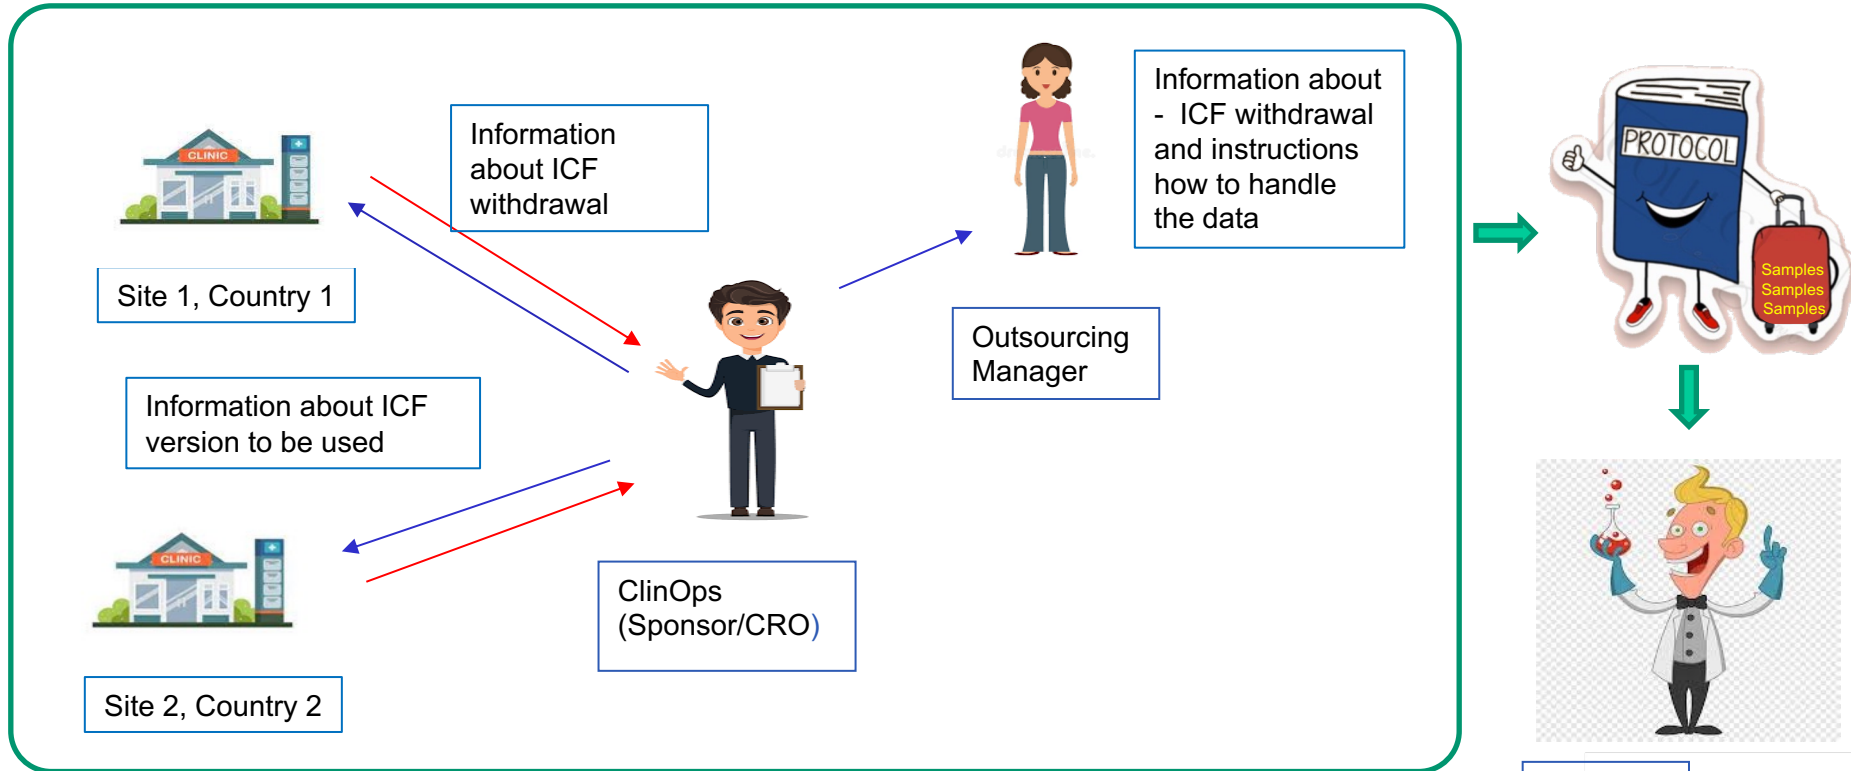 CLINIC
Site 1, Country 1
Information
about ICF
withdrawal
Information about
- ICF withdrawal
and instructions
how to handle
the data
Outsourcing
Manager
PROTOCOL
Samples
Samples
Samples
Information about ICF
version to be used
CLINIC
Site 2, Country 2
ClinOps
(Sponsor/CRO)